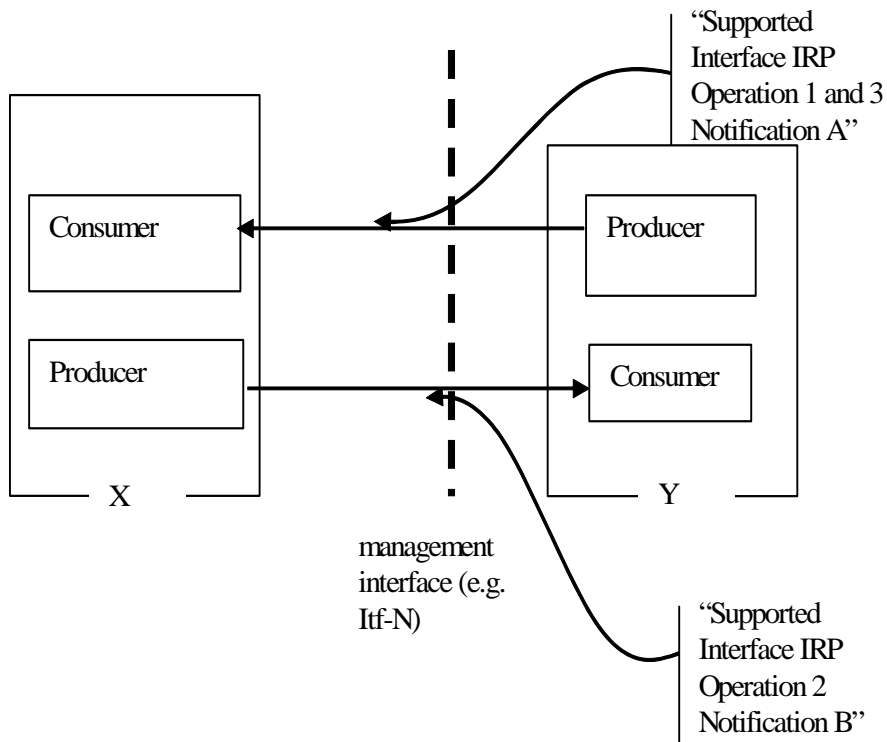 “Supported
Interface IRP
Operation 1 and 3
Notification A”
Consumer
Producer
Producer
Consumer
X
Y
management
interface (e.g.
Itf-N)
“Supported
Interface IRP
Operation 2
Notification B”